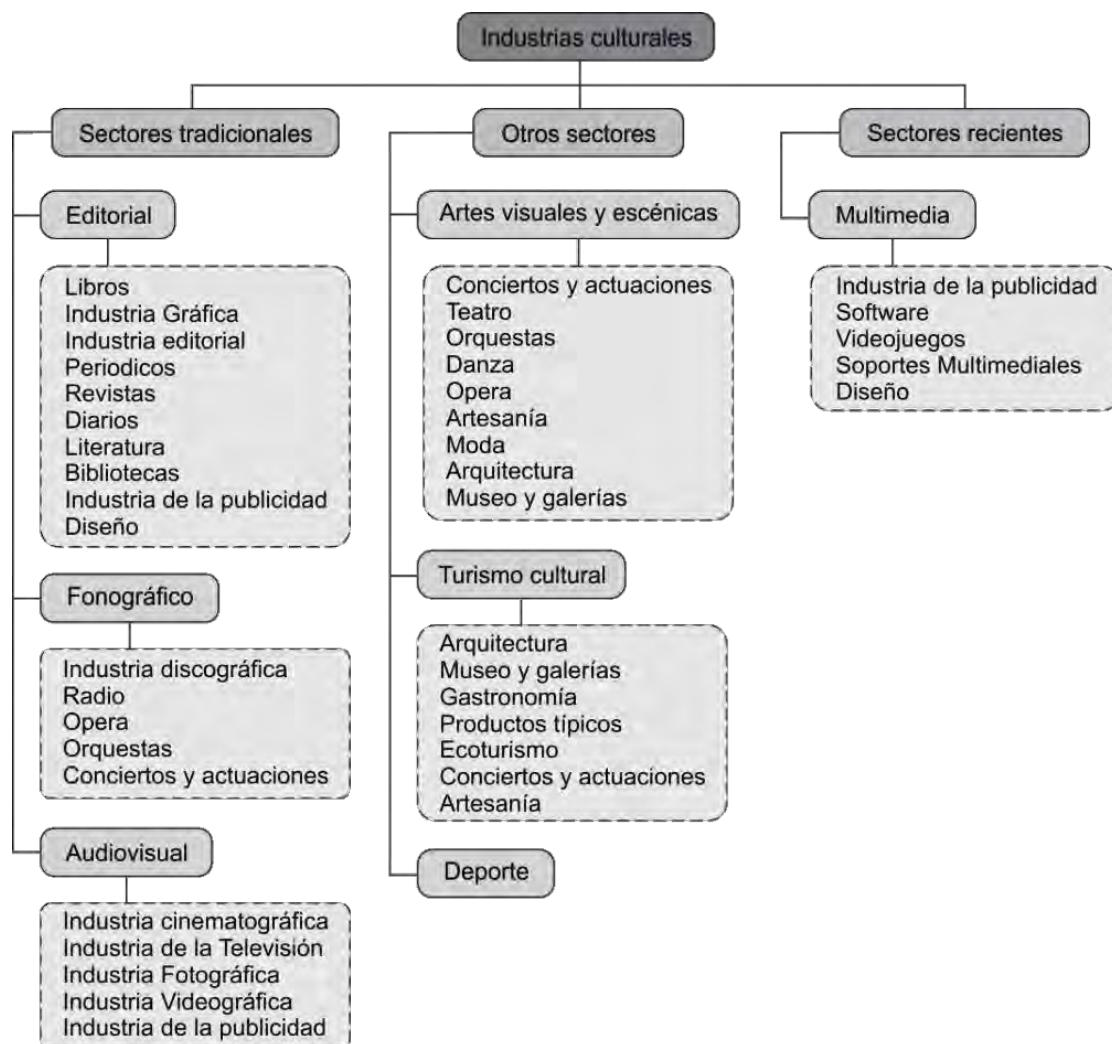 Industrias culturales
Sectores tradicionales
Editorial
Libros
Industria Gráfica
Industria editorial
Periodicos
Revistas
Diarios
Literatura
Bibliotecas
Industria de la publicidad
Diseño
Fonográfico
Industria discográfica
Radio
Opera
Orquestas
Conciertos y actuaciones
Audiovisual
Industria cinematográfica
Industria de la Televisión
Industria Fotográfica
Industria Videográfica
Industria de la publicidad
Otros sectores
Artes visuales y escénicas
Conciertos y actuaciones
Teatro
Orquestas
Danza
Opera
Artesanía
Moda
Arquitectura
Museo y galerías
Turismo cultural
Arquitectura
Museo y galerías
Gastronomía
Productos típicos
Ecoturismo
Conciertos y actuaciones
Artesanía
Deporte
Sectores recientes
Multimedia
Industria de la publicidad
Software
Videojuegos
Soportes Multimediales
Diseño